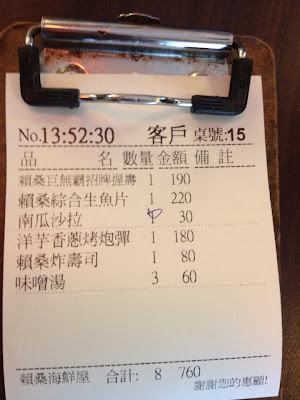 No.13:52:30 客戶 桌號:15
品 名 數量 金額 備 註
賴桑巨無霸招牌握壽 1 190
賴桑綜合生魚片 1 220
南瓜沙拉 30
洋芋香蔥烤炮彈 1 180
賴桑炸壽司 1 80
味噌湯 3 60
賴桑海鮮屋 合計: 8 760
謝謝您的惠顧!